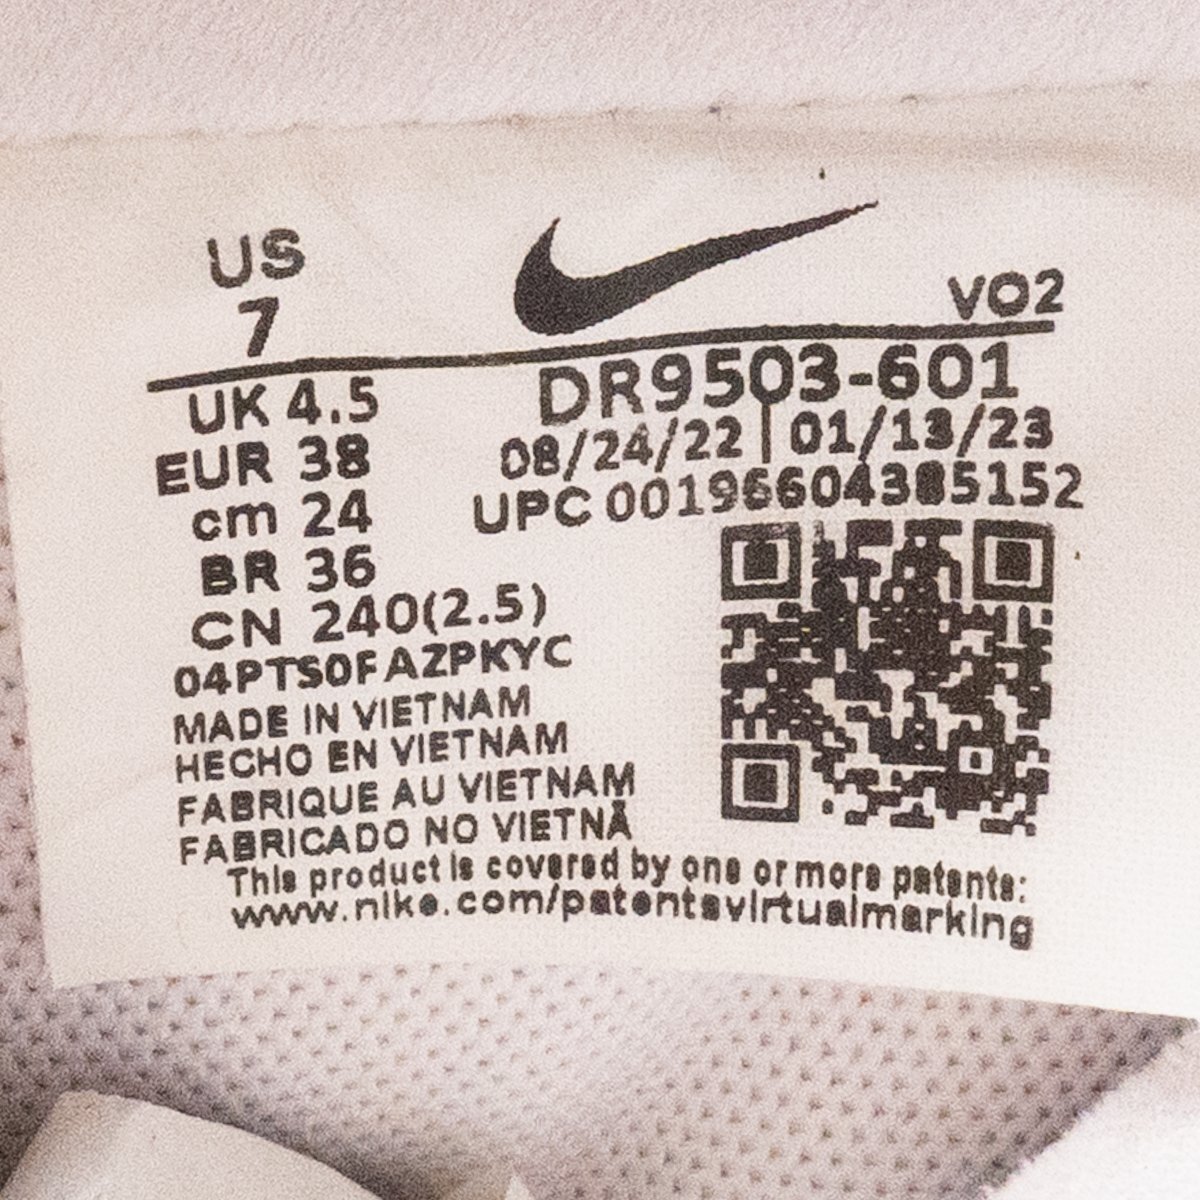 US
7
VO2
UK 4.5
EUR 38
cm 24
BR 36
CN 240(2.5)
04PTS0FAZPKYC
DR9503-601
08/24/22 | 01/13/23
UPC 00196604385152
MADE IN VIETNAM
HECHO EN VIETNAM
FABRIQUE AU VIETNAM
FABRICADO NO VIETNÃ
This product is covered by one or more patents:
www.nike.com/patentsvirtualmarking